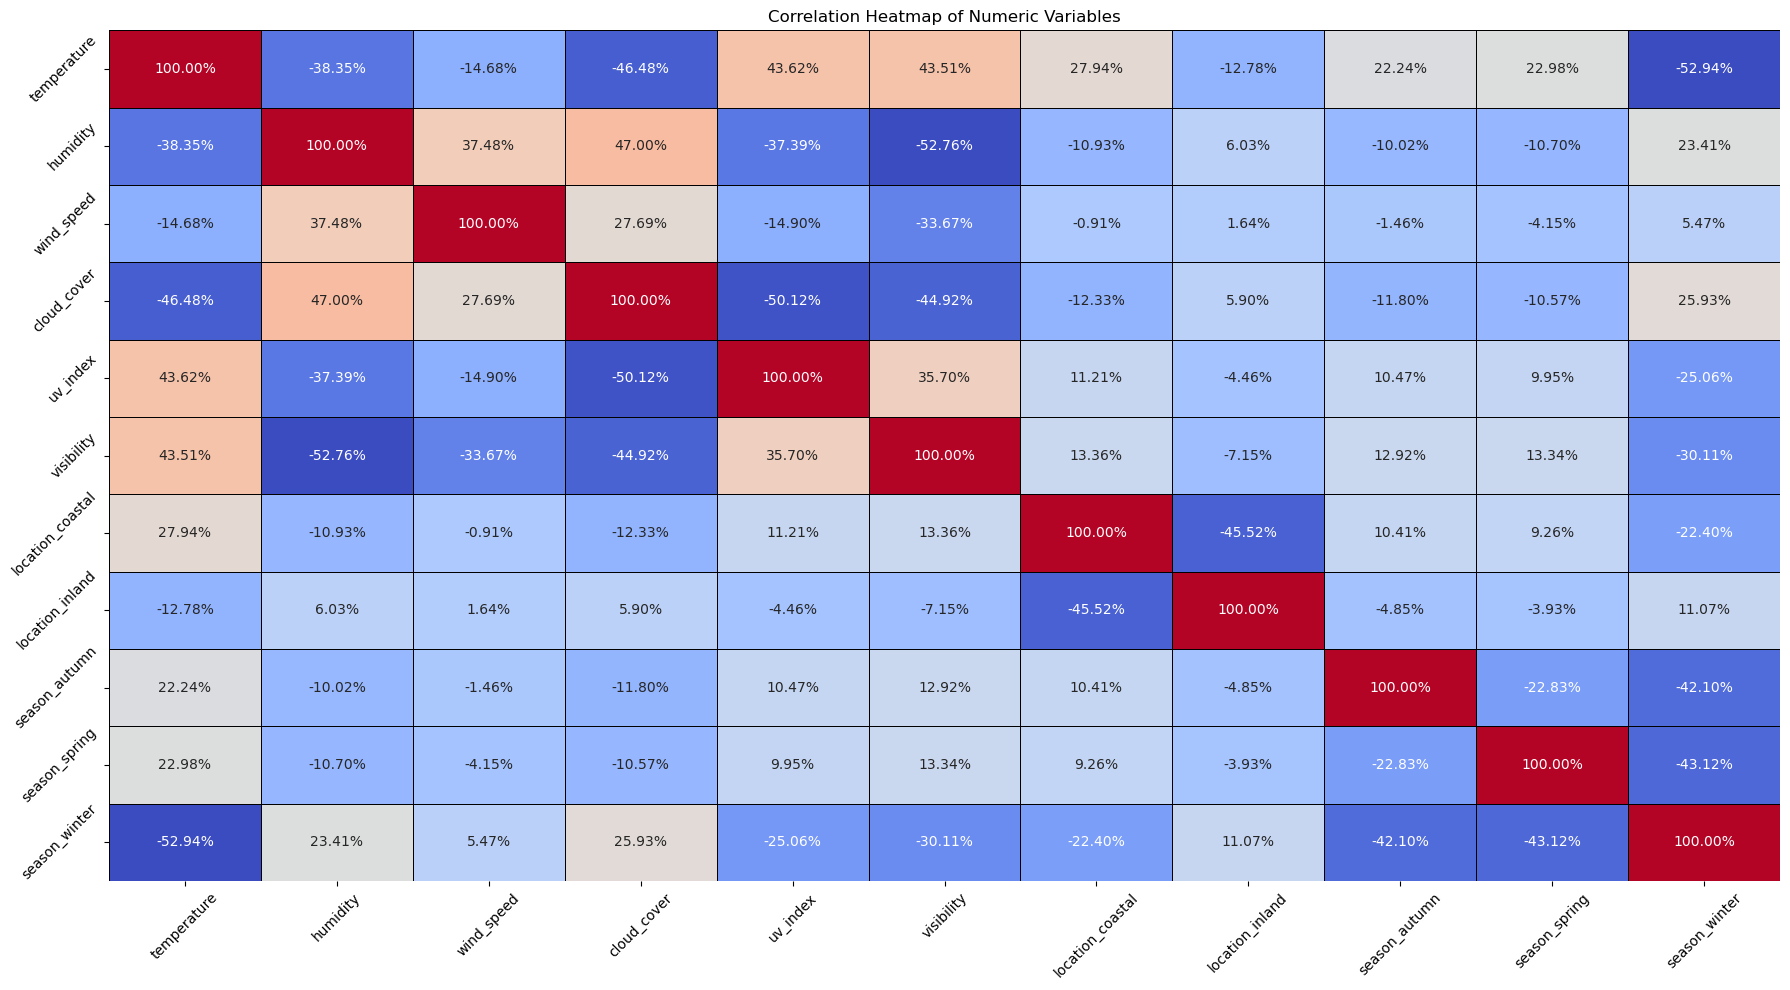 Correlation Heatmap of Numeric Variables
temperature 100.00% -38.35% -14.68% -46.48% 43.62% 43.51% 27.94% -12.78% 22.24% 22.98% -52.94%
humidity -38.35% 100.00% 37.48% 47.00% -37.39% -52.76% -10.93% 6.03% -10.02% -10.70% 23.41%
wind_speed -14.68% 37.48% 100.00% 27.69% -14.90% -33.67% -0.91% 1.64% -1.46% -4.15% 5.47%
cloud_cover -46.48% 47.00% 27.69% 100.00% -50.12% -44.92% -12.33% 5.90% -11.80% -10.57% 25.93%
uv_index 43.62% -37.39% -14.90% -50.12% 100.00% 35.70% 11.21% -4.46% 10.47% 9.95% -25.06%
visibility 43.51% -52.76% -33.67% -44.92% 35.70% 100.00% 13.36% -7.15% 12.92% 13.34% -30.11%
location_coastal 27.94% -10.93% -0.91% -12.33% 11.21% 13.36% 100.00% -45.52% 10.41% 9.26% -22.40%
location_inland -12.78% 6.03% 1.64% 5.90% -4.46% -7.15% -45.52% 100.00% -4.85% -3.93% 11.07%
season_autumn 22.24% -10.02% -1.46% -11.80% 10.47% 12.92% 10.41% -4.85% 100.00% -22.83% -42.10%
season_spring 22.98% -10.70% -4.15% -10.57% 9.95% 13.34% 9.26% -3.93% -22.83% 100.00% -43.12%
season_winter -52.94% 23.41% 5.47% 25.93% -25.06% -30.11% -22.40% 11.07% -42.10% -43.12% 100.00%
temperature humidity wind_speed cloud_cover uv_index visibility location_coastal location_inland season_autumn season_spring season_winter